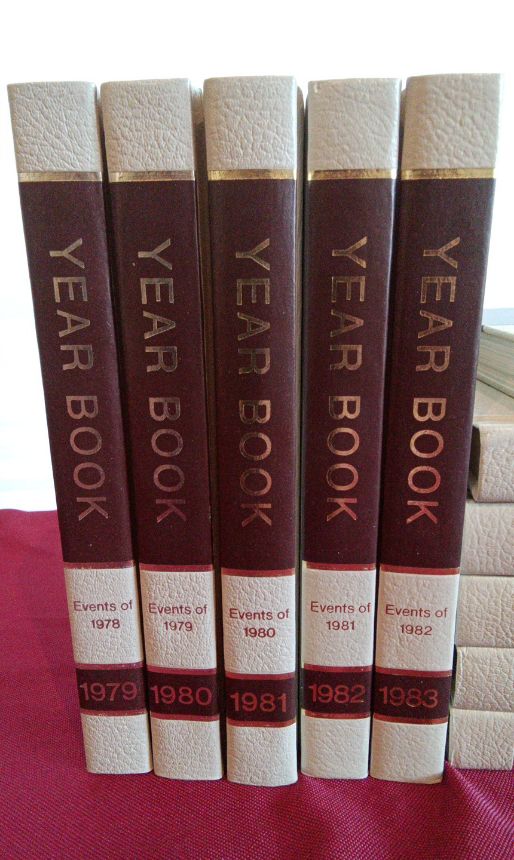 YEAR BOOK
Events of
1978
1979
YEAR BOOK
Events of
1979
1980
YEAR BOOK
Events of
1980
1981
YEAR BOOK
Events of
1981
1982
YEAR BOOK
Events of
1982
1983